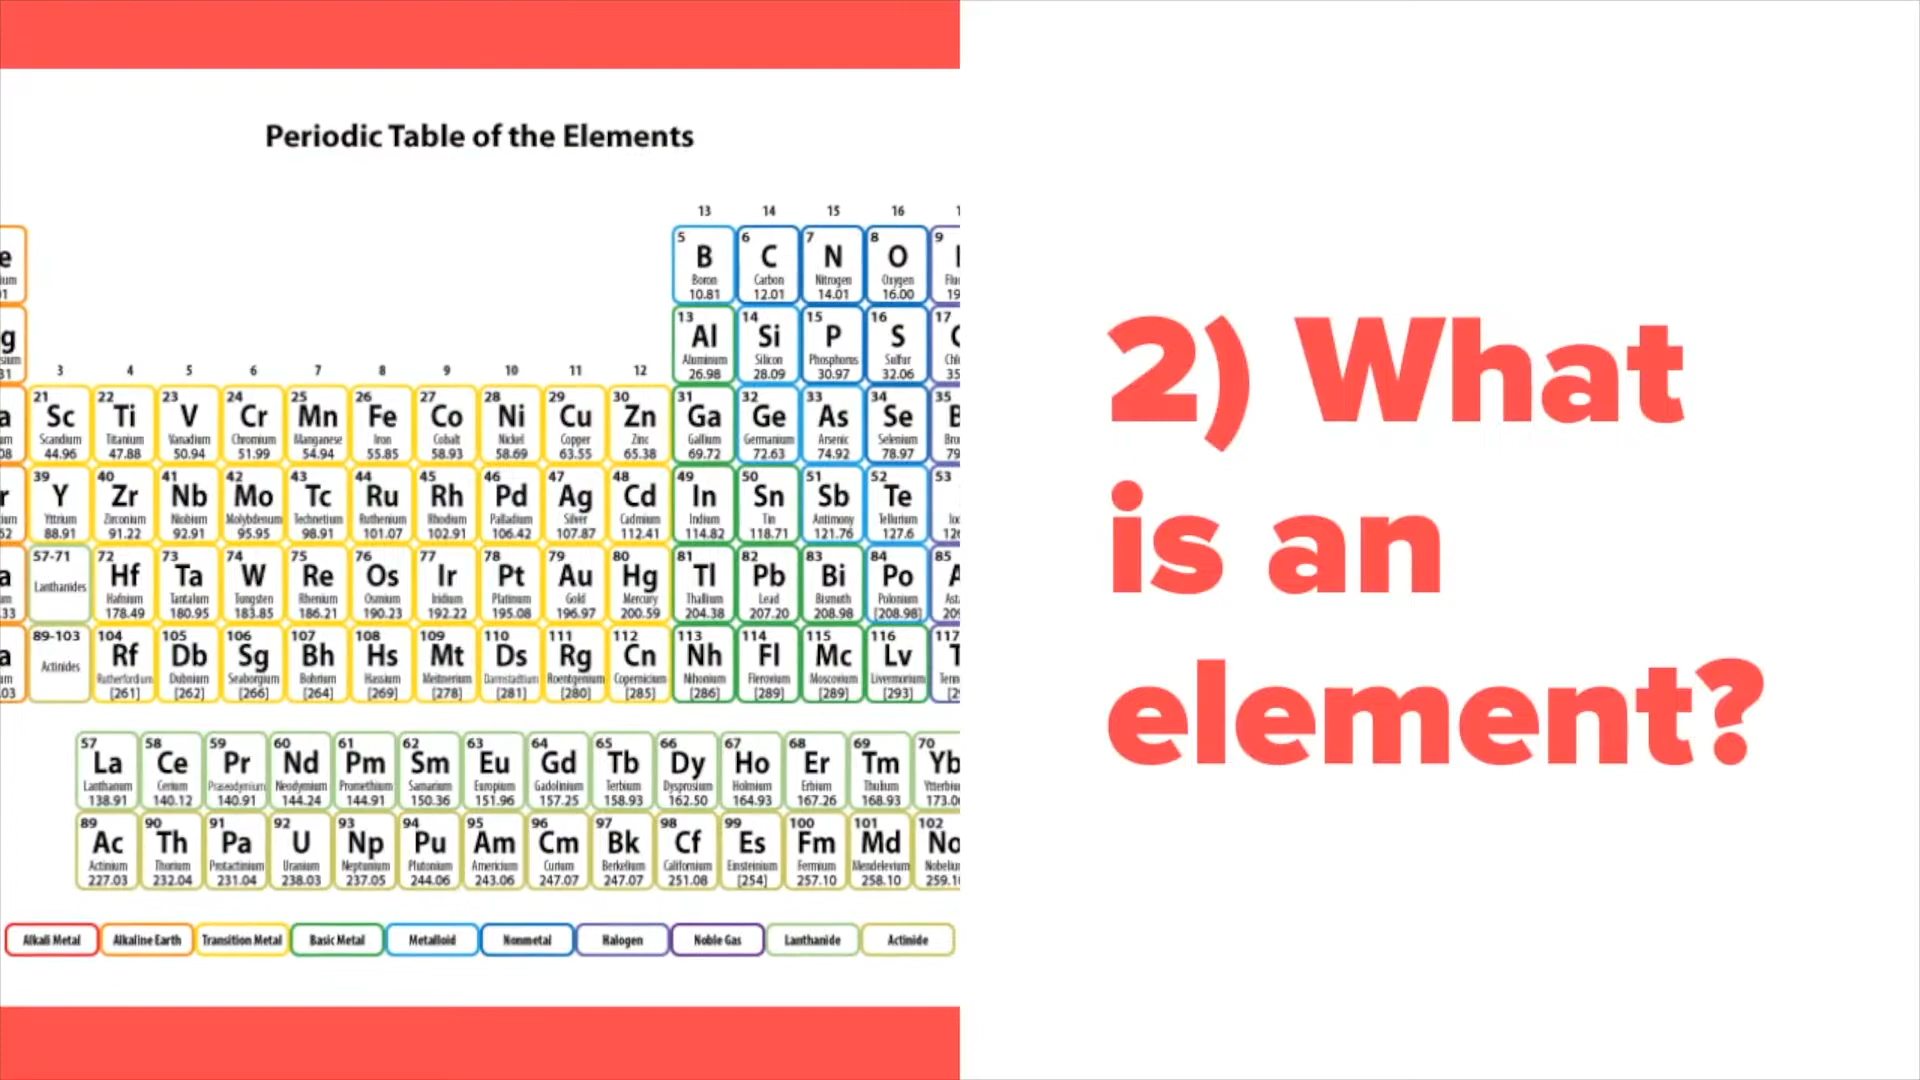 Periodic Table of the Elements
13 14 15 16
5 6 7 8 9
B C N O
Boron Carbon Nitrogen Oxygen
10.81 12.01 14.01 16.00
13 14 15 16 17
Al Si P S
Aluminum Silicon Phosphorus Sulfur
26.98 28.09 30.97 32.06
3 4 5 6 7 8 9 10 11 12
21 22 23 24 25 26 27 28 29 30 31 32 33 34 35
Sc Ti V Cr Mn Fe Co Ni Cu Zn Ga Ge As Se
Scandium Titanium Vanadium Chromium Manganese Iron Cobalt Nickel Copper Zinc Gallium Germanium Arsenic Selenium
44.96 47.88 50.94 51.99 54.94 55.85 58.93 58.69 63.55 65.38 69.72 72.63 74.92 78.97
39 40 41 42 43 44 45 46 47 48 49 50 51 52 53
Y Zr Nb Mo Tc Ru Rh Pd Ag Cd In Sn Sb Te
Yttrium Zirconium Niobium Molybdenum Technetium Ruthenium Rhodium Palladium Silver Cadmium Indium Tin Antimony Tellurium
88.91 91.22 92.91 95.95 98.91 101.07 102.91 106.42 107.87 112.41 114.82 118.71 121.76 127.6
57-71 72 73 74 75 76 77 78 79 80 81 82 83 84 85
Hf Ta W Re Os Ir Pt Au Hg Tl Pb Bi Po
Lanthanides Hafnium Tantalum Tungsten Rhenium Osmium Iridium Platinum Gold Mercury Thallium Lead Bismuth Polonium
178.49 180.95 183.85 186.21 190.23 192.22 195.08 196.97 200.59 204.38 207.20 208.98 [208.98]
89-103 104 105 106 107 108 109 110 111 112 113 114 115 116 117
Rf Db Sg Bh Hs Mt Ds Rg Cn Nh Fl Mc Lv
Actinides Rutherfordium Dubnium Seaborgium Bohrium Hassium Meitnerium Darmstadtium Roentgenium Copernicium Nihonium Flerovium Moscovium Livermorium
[261] [262] [266] [264] [269] [278] [281] [280] [285] [286] [289] [289] [293]
57 58 59 60 61 62 63 64 65 66 67 68 69 70
La Ce Pr Nd Pm Sm Eu Gd Tb Dy Ho Er Tm Yb
Lanthanum Cerium Praseodymium Neodymium Promethium Samarium Europium Gadolinium Terbium Dysprosium Holmium Erbium Thulium
138.91 140.12 140.91 144.24 144.91 150.36 151.96 157.25 158.93 162.50 164.93 167.26 168.93
89 90 91 92 93 94 95 96 97 98 99 100 101 102
Ac Th Pa U Np Pu Am Cm Bk Cf Es Fm Md No
Actinium Thorium Protactinium Uranium Neptunium Plutonium Americium Curium Berkelium Californium Einsteinium Fermium Mendelevium
227.03 232.04 231.04 238.03 237.05 244.06 243.06 247.07 247.07 251.08 [254] 257.10 258.10
Alkali Metal Alkaline Earth Transition Metal Basic Metal Metalloid Nonmetal Halogen Noble Gas Lanthanide Actinide
2) What
is an
element?